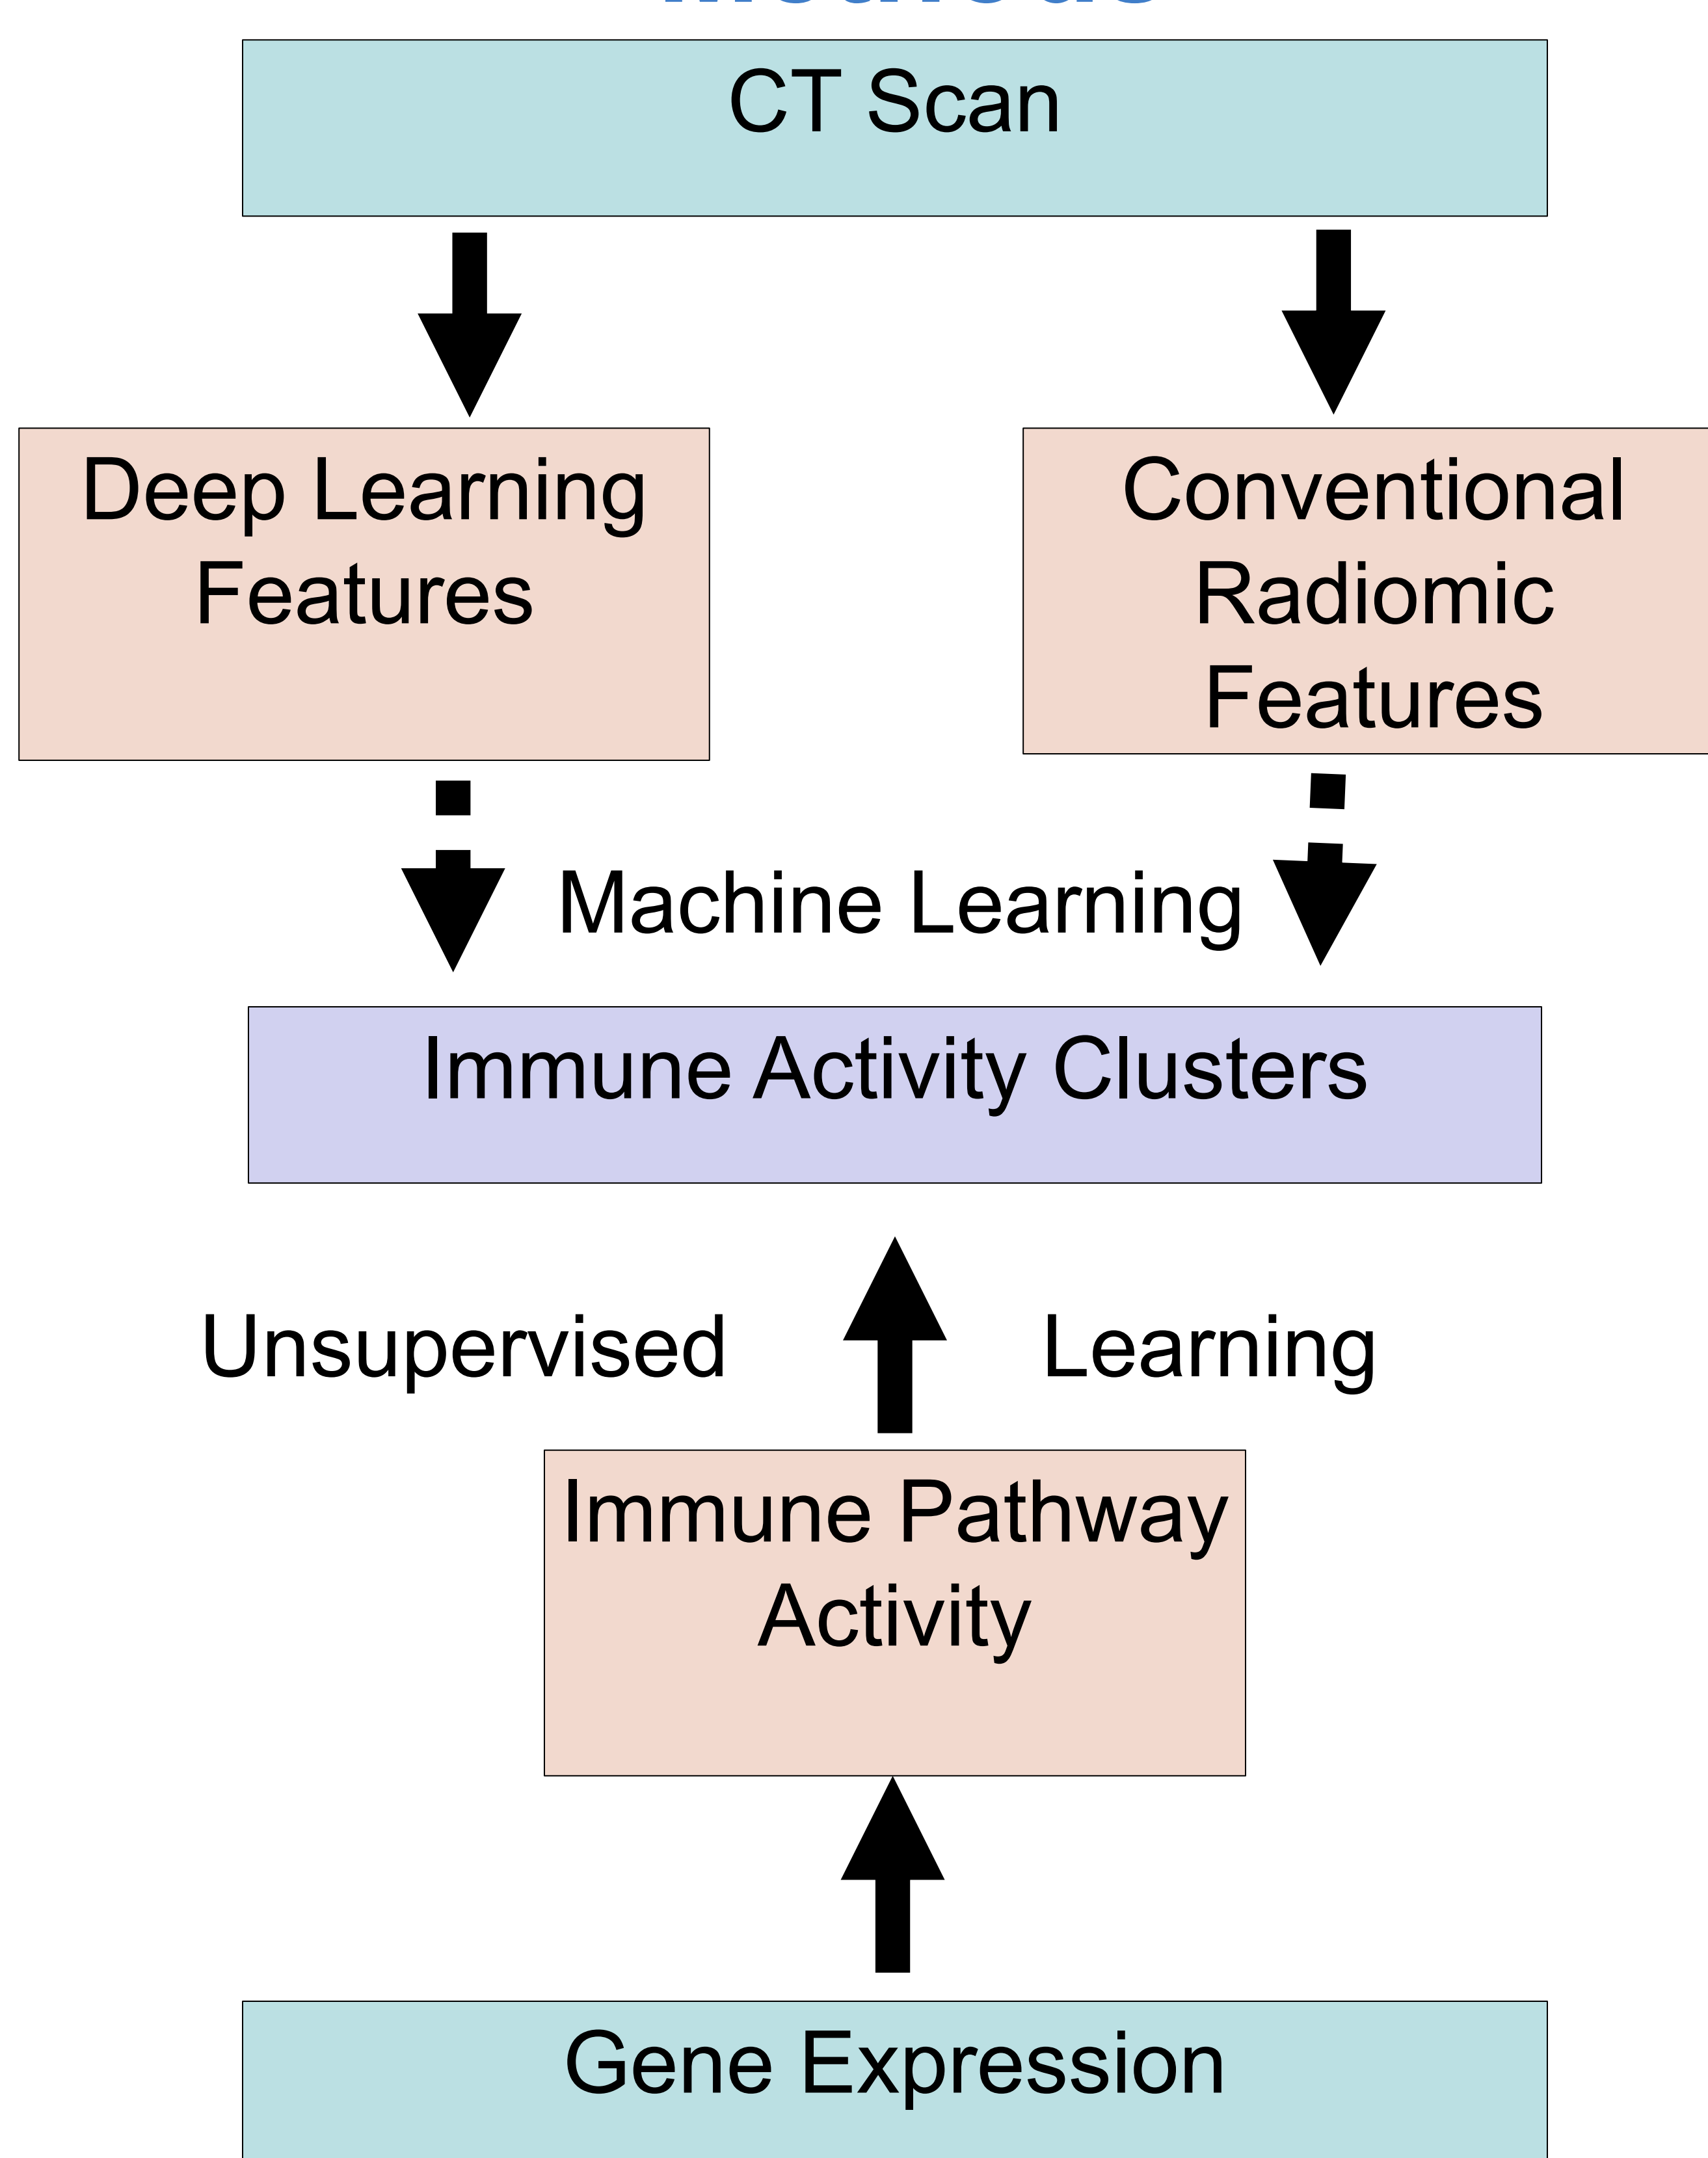 CT Scan
Deep Learning
Features
Conventional
Radiomic
Features
Machine Learning
Immune Activity Clusters
Unsupervised Learning
Immune Pathway
Activity
Gene Expression